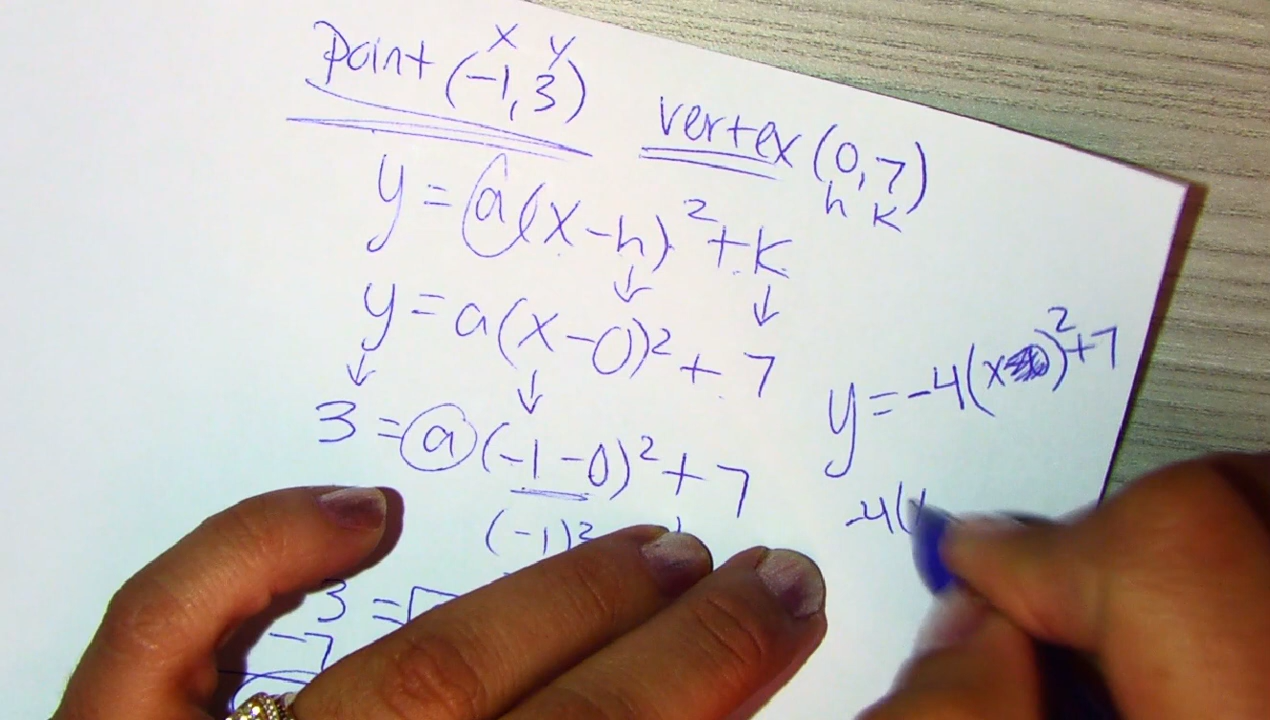 x y
point (-1, 3) vertex (0, 7)
h k
y = a(x-h)² + k
y = a(x-0)² + 7
3 = a(-1-0)² + 7
(-1)²
3 =
-7
y = -4(x)² + 7
-4(